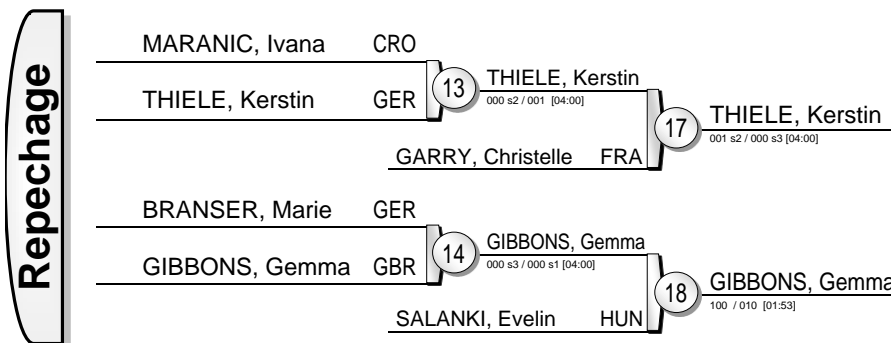 Repechage
MARANIC, Ivana CRO
THIELE, Kerstin GER
13
THIELE, Kerstin
000 s2 / 001 [04:00]
GARRY, Christelle FRA
17
THIELE, Kerstin
001 s2 / 000 s3 [04:00]
BRANSER, Marie GER
GIBBONS, Gemma GBR
14
GIBBONS, Gemma
000 s3 / 000 s1 [04:00]
SALANKI, Evelin HUN
18
GIBBONS, Gemma
100 / 010 [01:53]